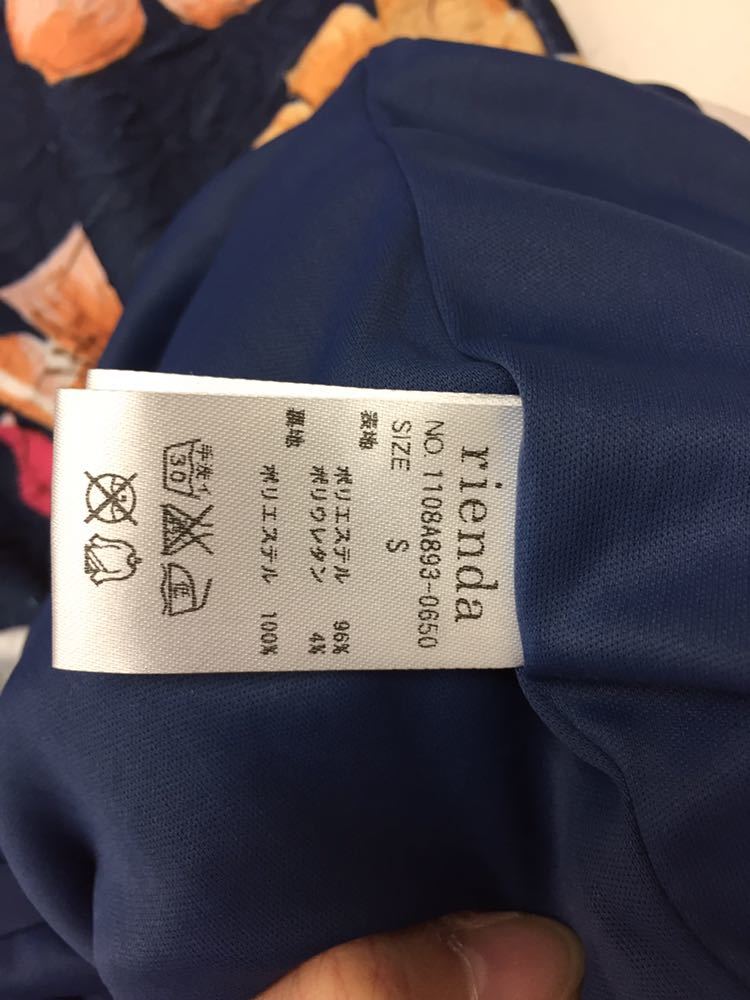 rienda
NO. 1108A893-0650
SIZE S
表地 ポリエステル 96%
ポリウレタン 4%
裏地 ポリエステル 100%
手洗イ
30